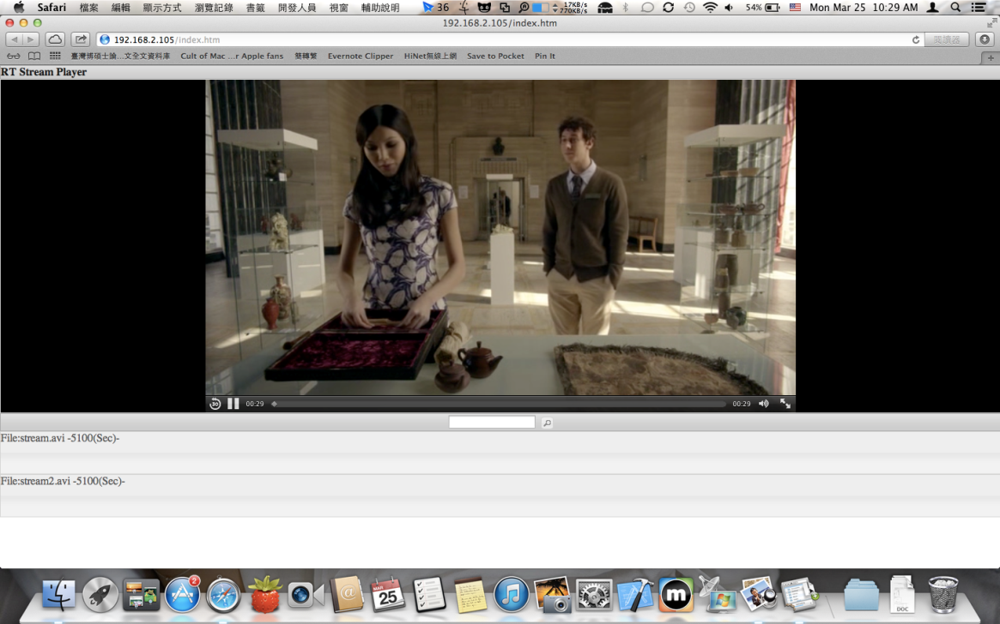 Safari 檔案 編輯 顯示方式 瀏覽記錄 書籤 開發人員 視窗 輔助說明 36 17KB/s 770KB/s 54% Mon Mar 25 10:29 AM
192.168.2.105/index.htm
192.168.2.105/index.htm 閱讀器
臺灣博碩士論...文全文資料庫 Cult of Mac ...r Apple fans 簡轉繁 Evernote Clipper HiNet無線上網 Save to Pocket Pin It
RT Stream Player
30 00:29 00:29
File:stream.avi -5100(Sec)-
File:stream2.avi -5100(Sec)-
2
MAR
25
@
m
DOC